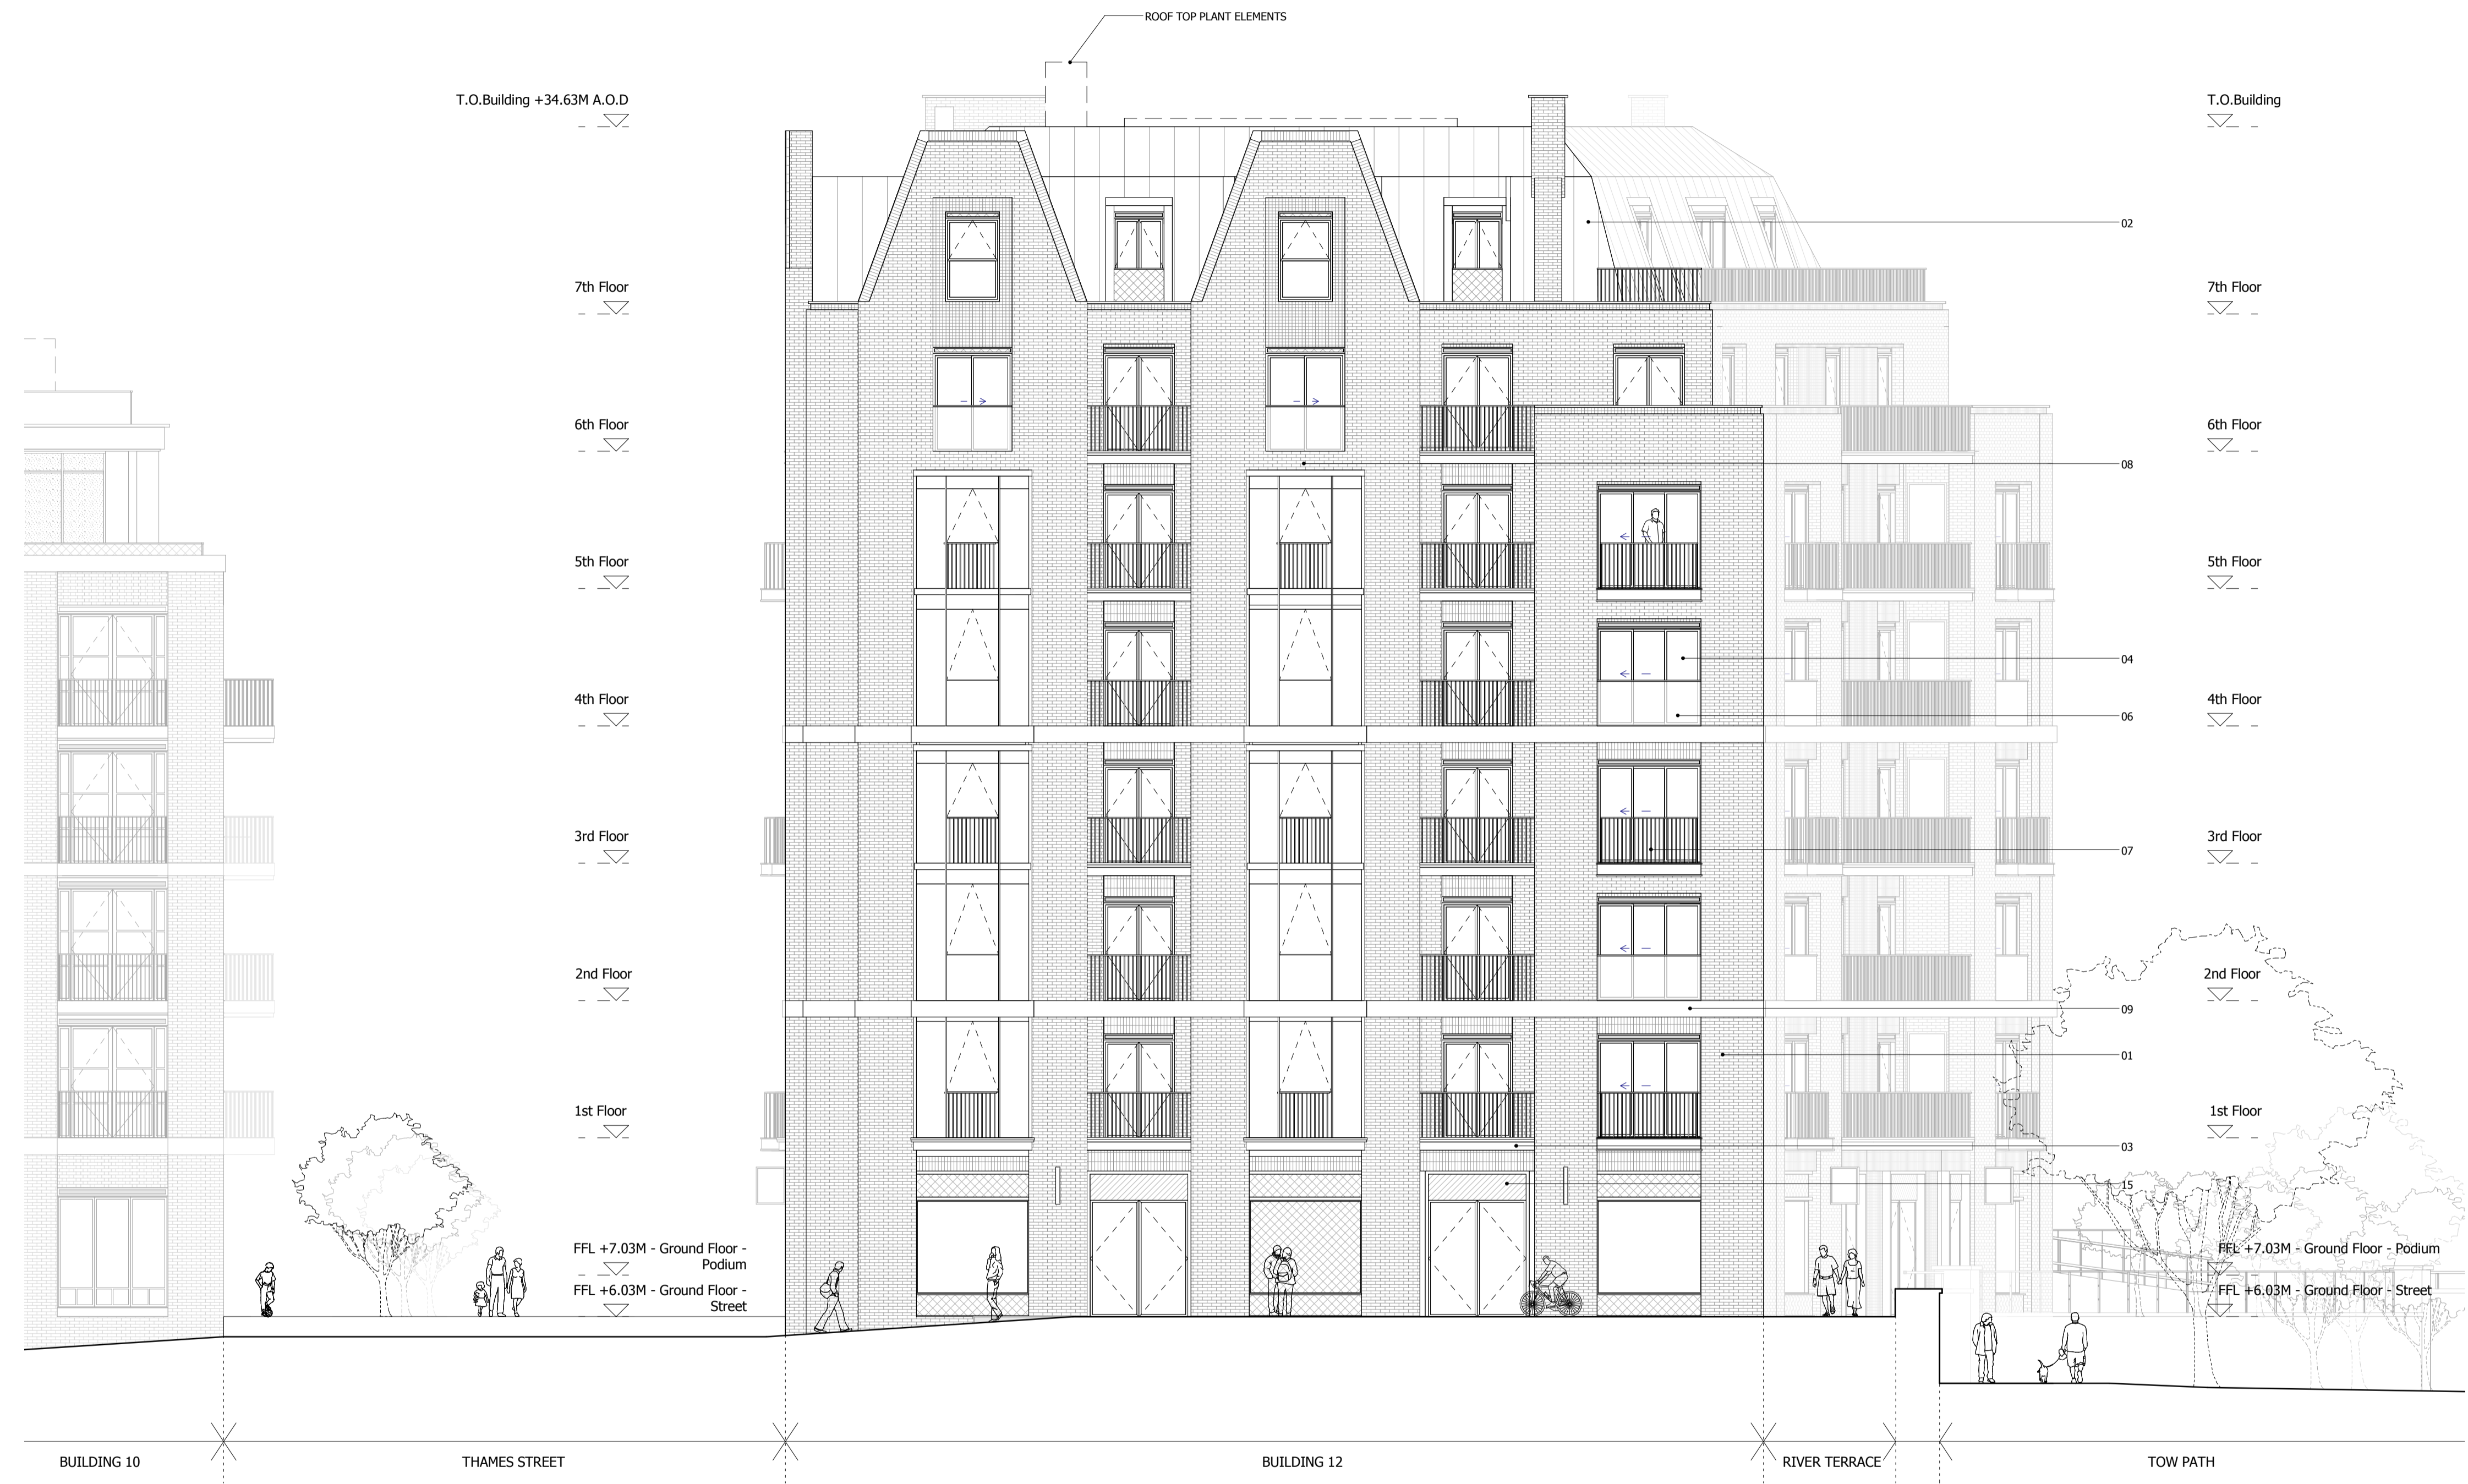 ROOF TOP PLANT ELEMENTS
T.O.Building +34.63M A.O.D
T.O.Building
02
7th Floor
7th Floor
6th Floor
6th Floor
08
5th Floor
5th Floor
04
4th Floor
4th Floor
06
3rd Floor
3rd Floor
07
2nd Floor
2nd Floor
09
01
1st Floor
1st Floor
03
15
FFL +7.03M - Ground Floor -
Podium
FFL +7.03M - Ground Floor - Podium
FFL +6.03M - Ground Floor -
Street
FFL +6.03M - Ground Floor - Street
BUILDING 10
THAMES STREET
BUILDING 12
RIVER TERRACE
TOW PATH